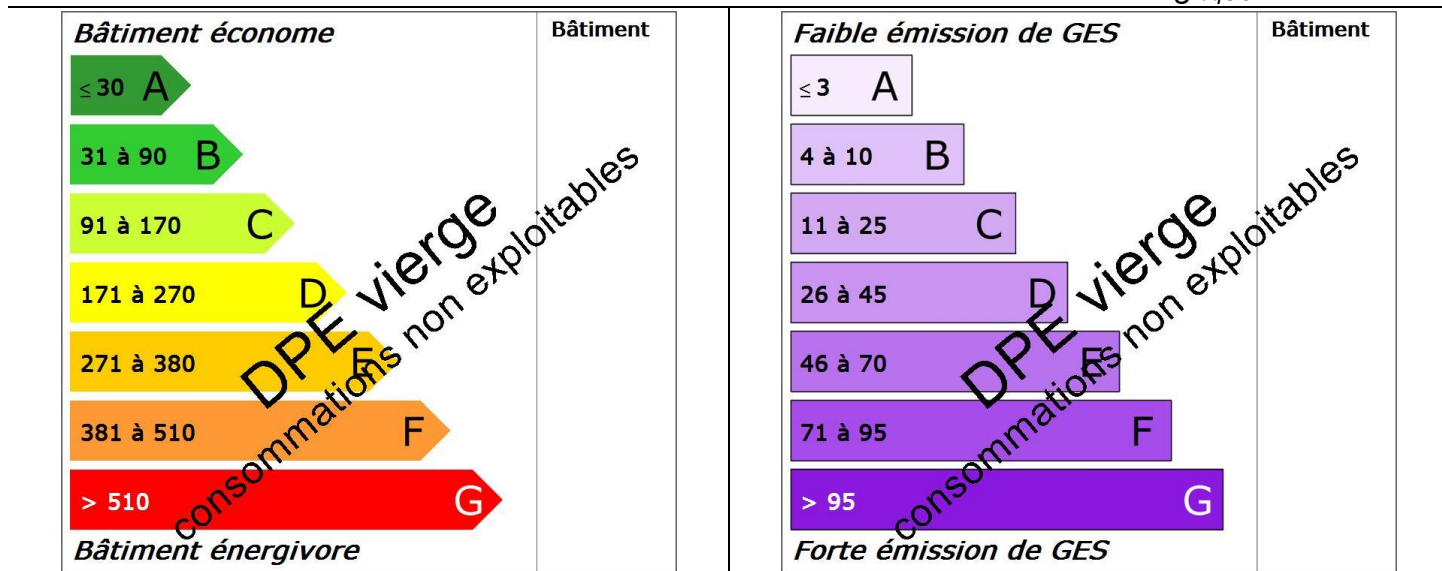 Bâtiment économe
Bâtiment
≤ 30 A
31 à 90 B
91 à 170 C
171 à 270 D
271 à 380 E
381 à 510 F
> 510 G
Bâtiment énergivore
DPE vierge
consommations non exploitables
Faible émission de GES
Bâtiment
≤ 3 A
4 à 10 B
11 à 25 C
26 à 45 D
46 à 70 E
71 à 95 F
> 95 G
Forte émission de GES
DPE vierge
consommations non exploitables